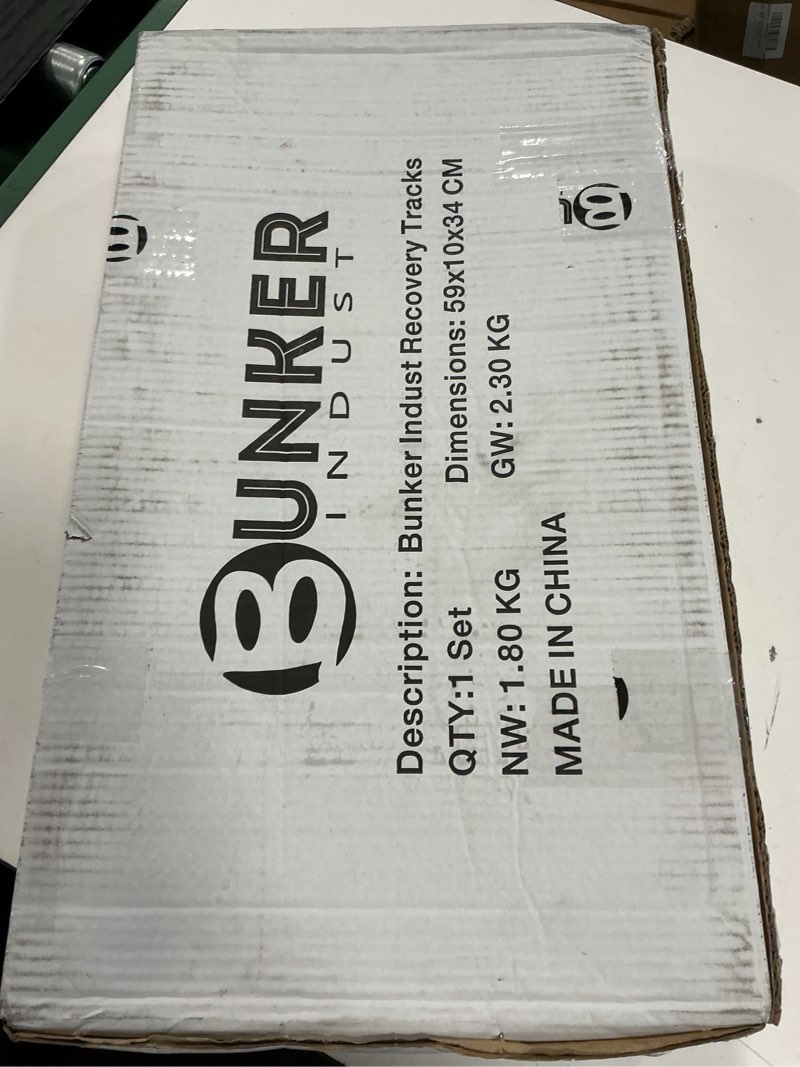 BUNKER
INDUST
Description: Bunker Indust Recovery Tracks
QTY:1 Set Dimensions: 59x10x34 CM
NW: 1.80 KG GW: 2.30 KG
MADE IN CHINA